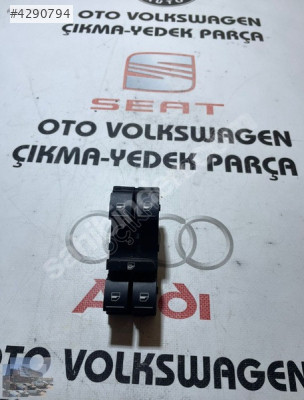 #4290794
OTO VOLKSWAGEN
ÇIKMA-YEDEK PARÇA
SEAT
OTO VOLKSWAGEN
ÇIKMA-YEDEK PARÇA
Audi
OTO VOLKSWAGEN